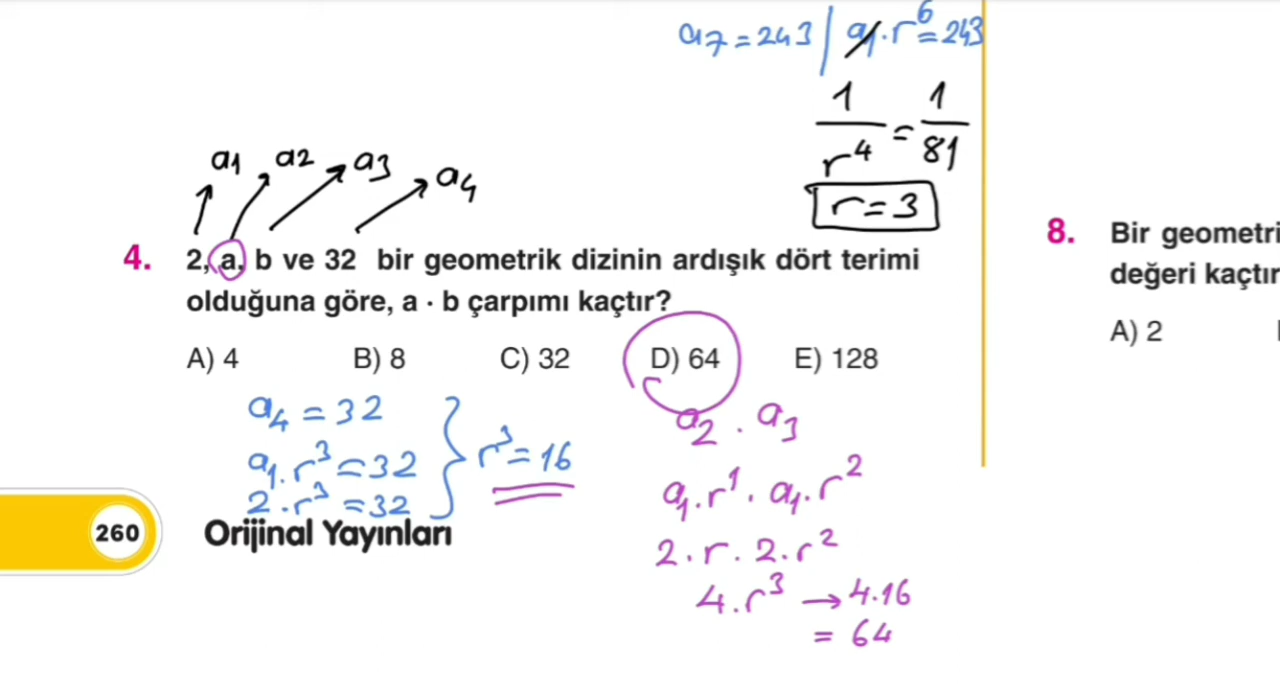 a7 = 243 | a1.r^6 = 243
1/r^4 = 1/81
r = 3
a1 a2 a3 a4
4. 2, a, b ve 32 bir geometrik dizinin ardışık dört terimi
olduğuna göre, a · b çarpımı kaçtır?
A) 4 B) 8 C) 32 D) 64 E) 128
a4 = 32
a1.r^3 = 32
2.r^3 = 32
r^3 = 16
a2 . a3
a1.r^1 . a1.r^2
2.r. 2.r^2
4.r^3 → 4.16
= 64
260 Orijinal Yayınları
8. Bir geometri
değeri kaçtır
A) 2